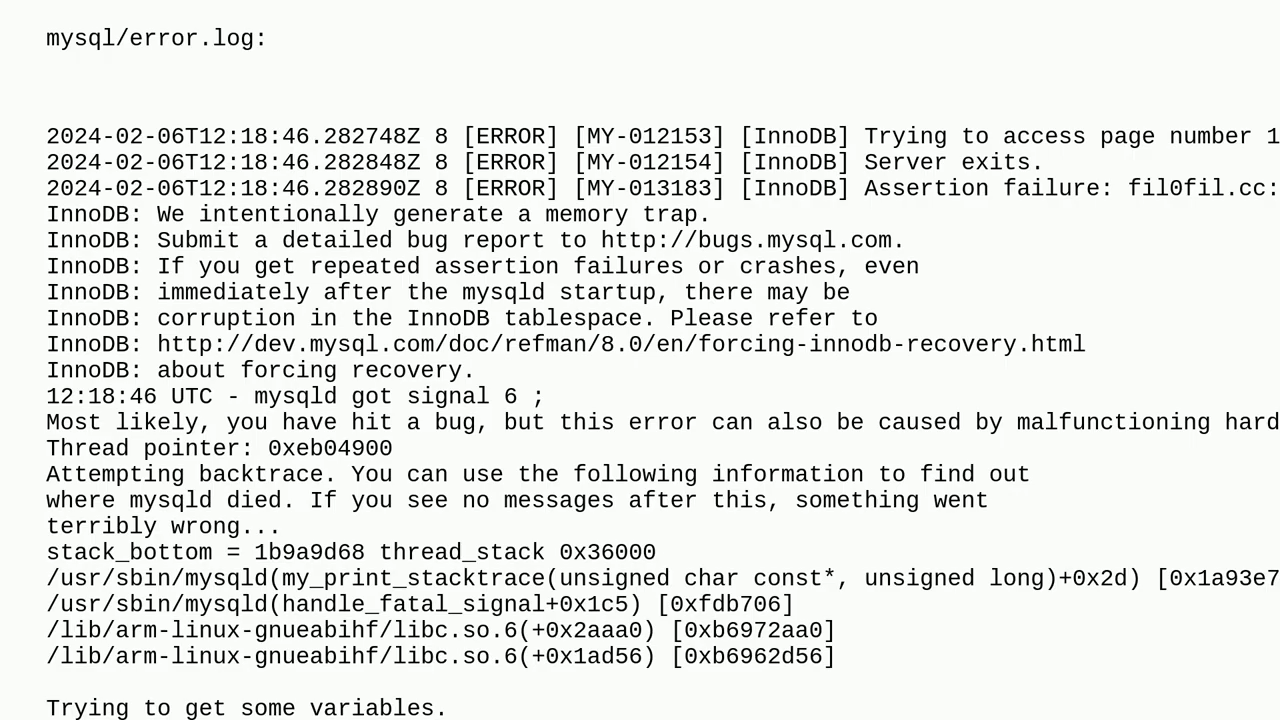 mysql/error.log:
2024-02-06T12:18:46.282748Z 8 [ERROR] [MY-012153] [InnoDB] Trying to access page number 1
2024-02-06T12:18:46.282848Z 8 [ERROR] [MY-012154] [InnoDB] Server exits.
2024-02-06T12:18:46.282890Z 8 [ERROR] [MY-013183] [InnoDB] Assertion failure: fil0fil.cc:
InnoDB: We intentionally generate a memory trap.
InnoDB: Submit a detailed bug report to http://bugs.mysql.com.
InnoDB: If you get repeated assertion failures or crashes, even
InnoDB: immediately after the mysqld startup, there may be
InnoDB: corruption in the InnoDB tablespace. Please refer to
InnoDB: http://dev.mysql.com/doc/refman/8.0/en/forcing-innodb-recovery.html
InnoDB: about forcing recovery.
12:18:46 UTC - mysqld got signal 6 ;
Most likely, you have hit a bug, but this error can also be caused by malfunctioning hard
Thread pointer: 0xeb04900
Attempting backtrace. You can use the following information to find out
where mysqld died. If you see no messages after this, something went
terribly wrong...
stack_bottom = 1b9a9d68 thread_stack 0x36000
/usr/sbin/mysqld(my_print_stacktrace(unsigned char const*, unsigned long)+0x2d) [0x1a93e7
/usr/sbin/mysqld(handle_fatal_signal+0x1c5) [0xfdb706]
/lib/arm-linux-gnueabihf/libc.so.6(+0x2aaa0) [0xb6972aa0]
/lib/arm-linux-gnueabihf/libc.so.6(+0x1ad56) [0xb6962d56]
Trying to get some variables.